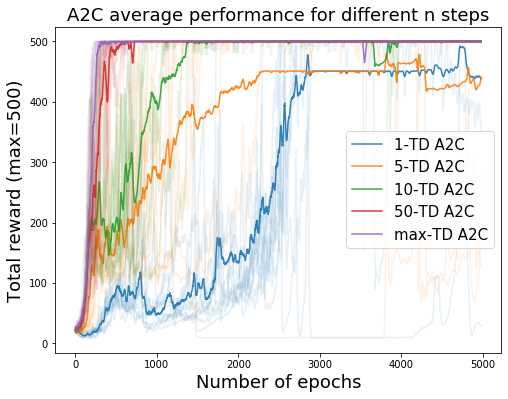 A2C average performance for different n steps
Total reward (max=500)
500
400
300
200
100
0
1-TD A2C
5-TD A2C
10-TD A2C
50-TD A2C
max-TD A2C
0 1000 2000 3000 4000 5000
Number of epochs